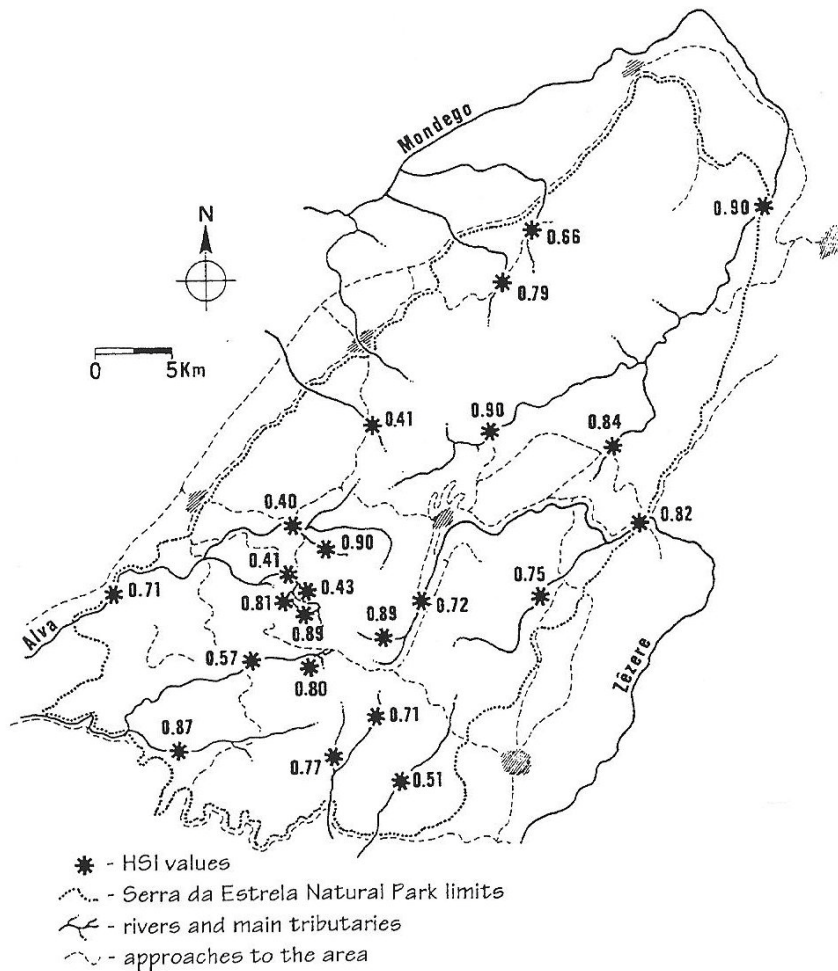 Mondego
0.90
N
0.66
0.79
0 5Km
0.41
0.90
0.84
0.40
0.82
0.90
0.41
0.71
0.43
0.75
0.81
0.72
0.89
0.89
Alva
0.57
0.80
Zêzere
0.71
0.87
0.77
0.51
- HSI values
- Serra da Estrela Natural Park limits
- rivers and main tributaries
- approaches to the area